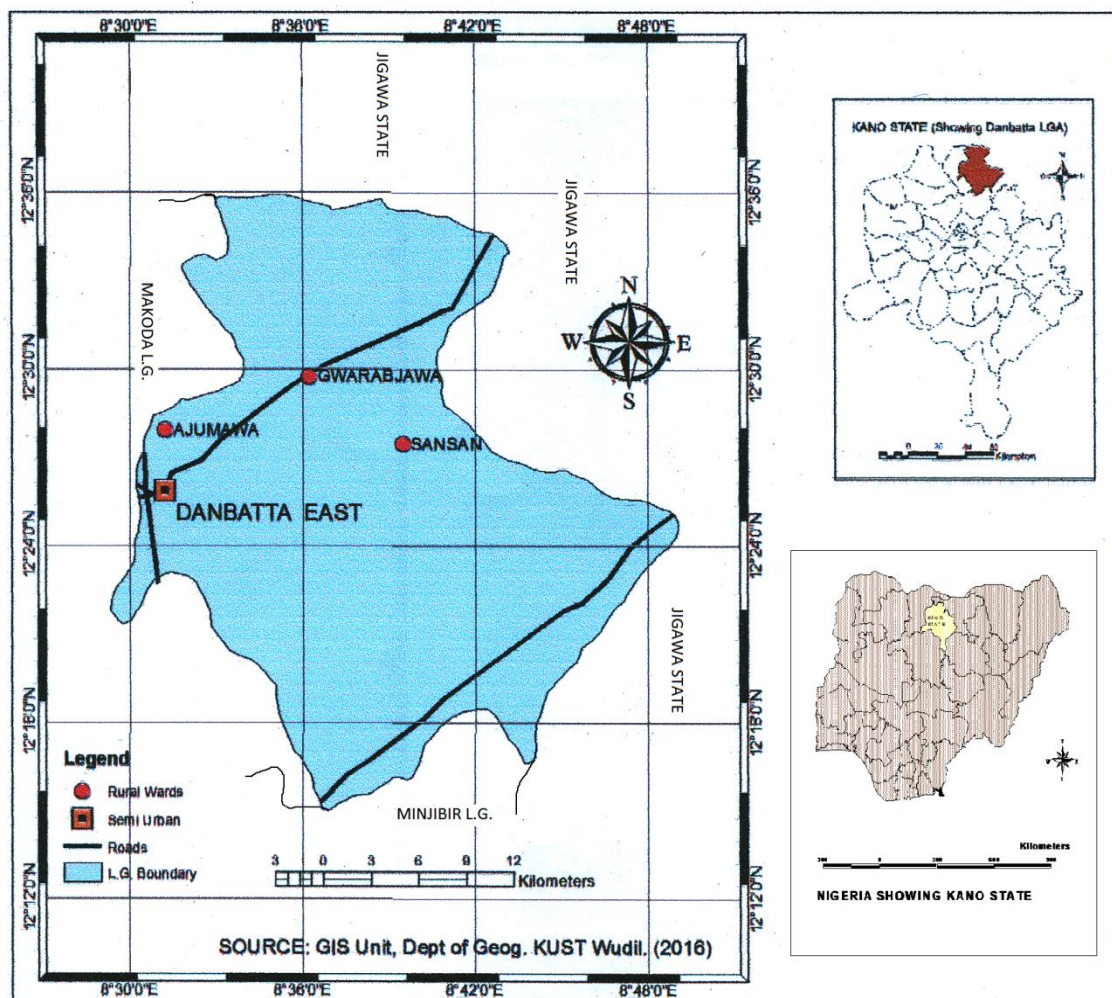 8°30'0"E 8°36'0"E 8°42'0"E 8°48'0"E
JIGAWA STATE
12°36'0"N 12°36'0"N
JIGAWA STATE
MAKODA L.G.
N
W E
S
12°30'0"N 12°30'0"N
GWARABJAWA
AJUMAWA
SANSAN
DANBATTA EAST
12°24'0"N 12°24'0"N
JIGAWA STATE
12°18'0"N 12°18'0"N
Legend
Rural Wards
Semi Urban
Roads
L.G. Boundary
MINJIBIR L.G.
3 0 3 6 9 12
Kilometers
12°12'0"N 12°12'0"N
SOURCE: GIS Unit, Dept of Geog. KUST Wudil. (2016)
8°30'0"E 8°36'0"E 8°42'0"E 8°48'0"E
KANO STATE (Showing Danbatta LGA)
N
0
STATE
Kilometers
0
NIGERIA SHOWING KANO STATE